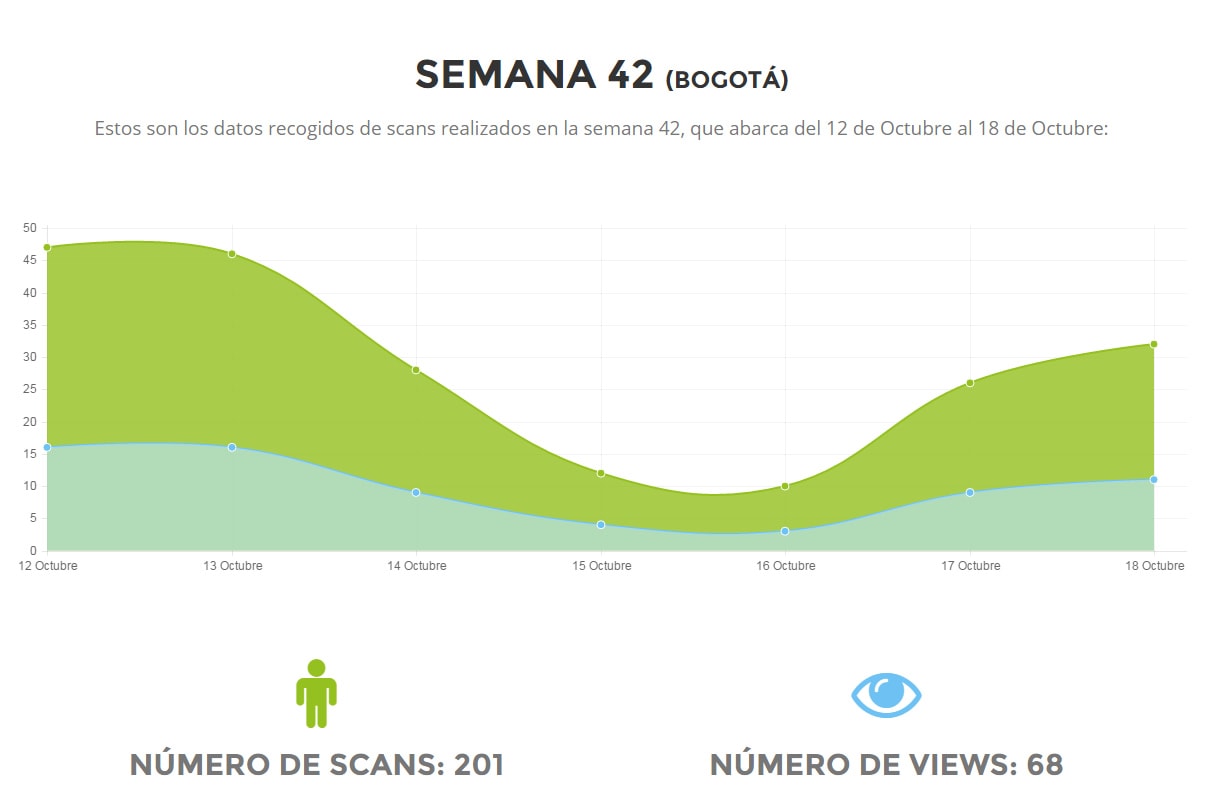 SEMANA 42 (BOGOTÁ)
Estos son los datos recogidos de scans realizados en la semana 42, que abarca del 12 de Octubre al 18 de Octubre:
50
45
40
35
30
25
20
15
10
5
0
12 Octubre 13 Octubre 14 Octubre 15 Octubre 16 Octubre 17 Octubre 18 Octubre
NÚMERO DE SCANS: 201
NÚMERO DE VIEWS: 68